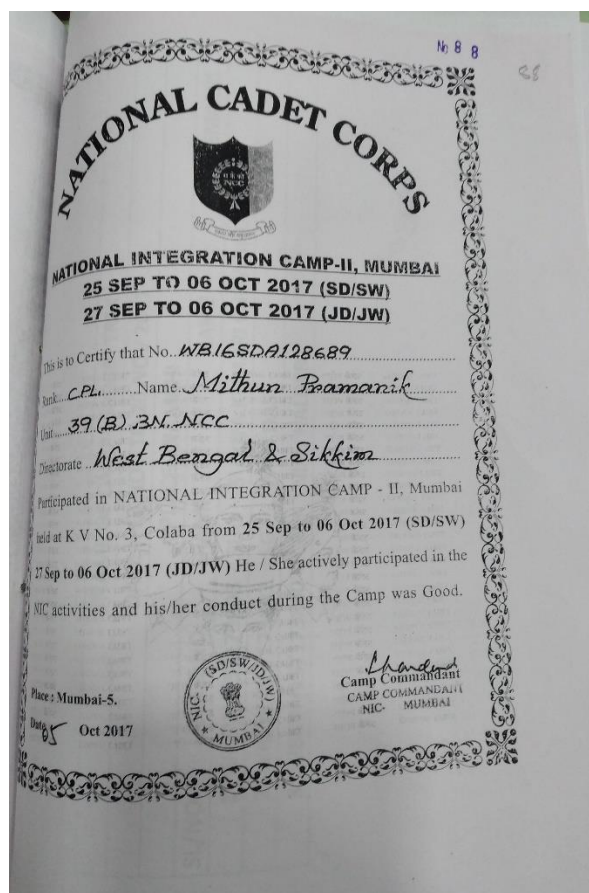 No 8 8
88
NATIONAL CADET CORPS
NCC
NATIONAL INTEGRATION CAMP-II, MUMBAI
25 SEP TO 06 OCT 2017 (SD/SW)
27 SEP TO 06 OCT 2017 (JD/JW)
This is to Certify that No. WB16SDA128689
Rank CPL. Name Mithun Pramanik
Unit 39 (B) BN NCC
Directorate West Bengal & Sikkim
Participated in NATIONAL INTEGRATION CAMP - II, Mumbai
held at K V No. 3, Colaba from 25 Sep to 06 Oct 2017 (SD/SW)
27 Sep to 06 Oct 2017 (JD/JW) He / She actively participated in the
NIC activities and his/her conduct during the Camp was Good.
NIC-2 (SD/SW/JD/JW)
MUMBAI
Camp Commandant
CAMP COMMANDANT
NIC- MUMBAI
Place : Mumbai-5.
Date 05 Oct 2017